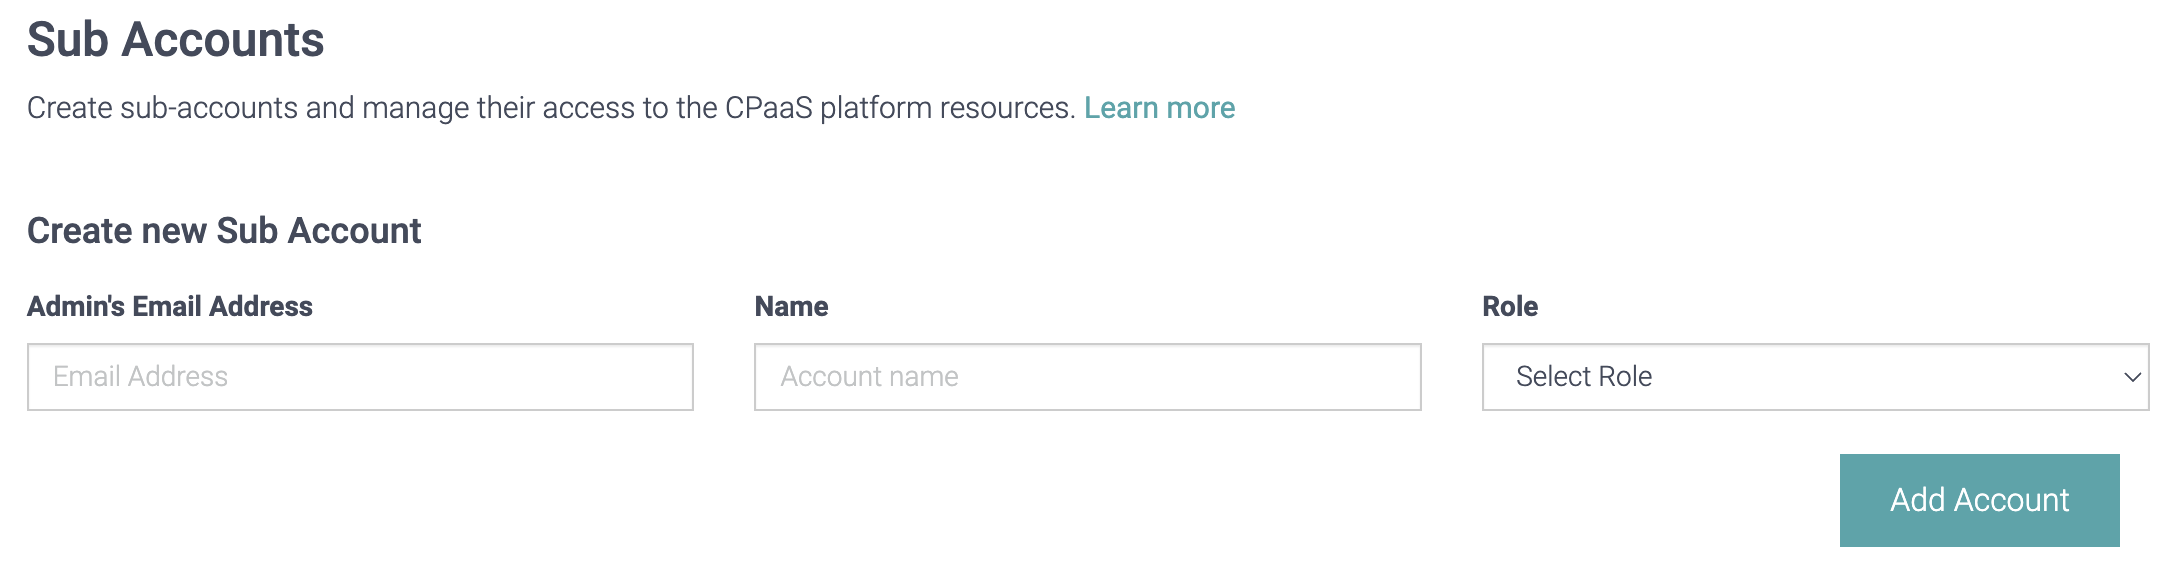 Sub Accounts
Create sub-accounts and manage their access to the CPaaS platform resources. Learn more
Create new Sub Account
Admin's Email Address
Name
Role
Email Address
Account name
Select Role
Add Account